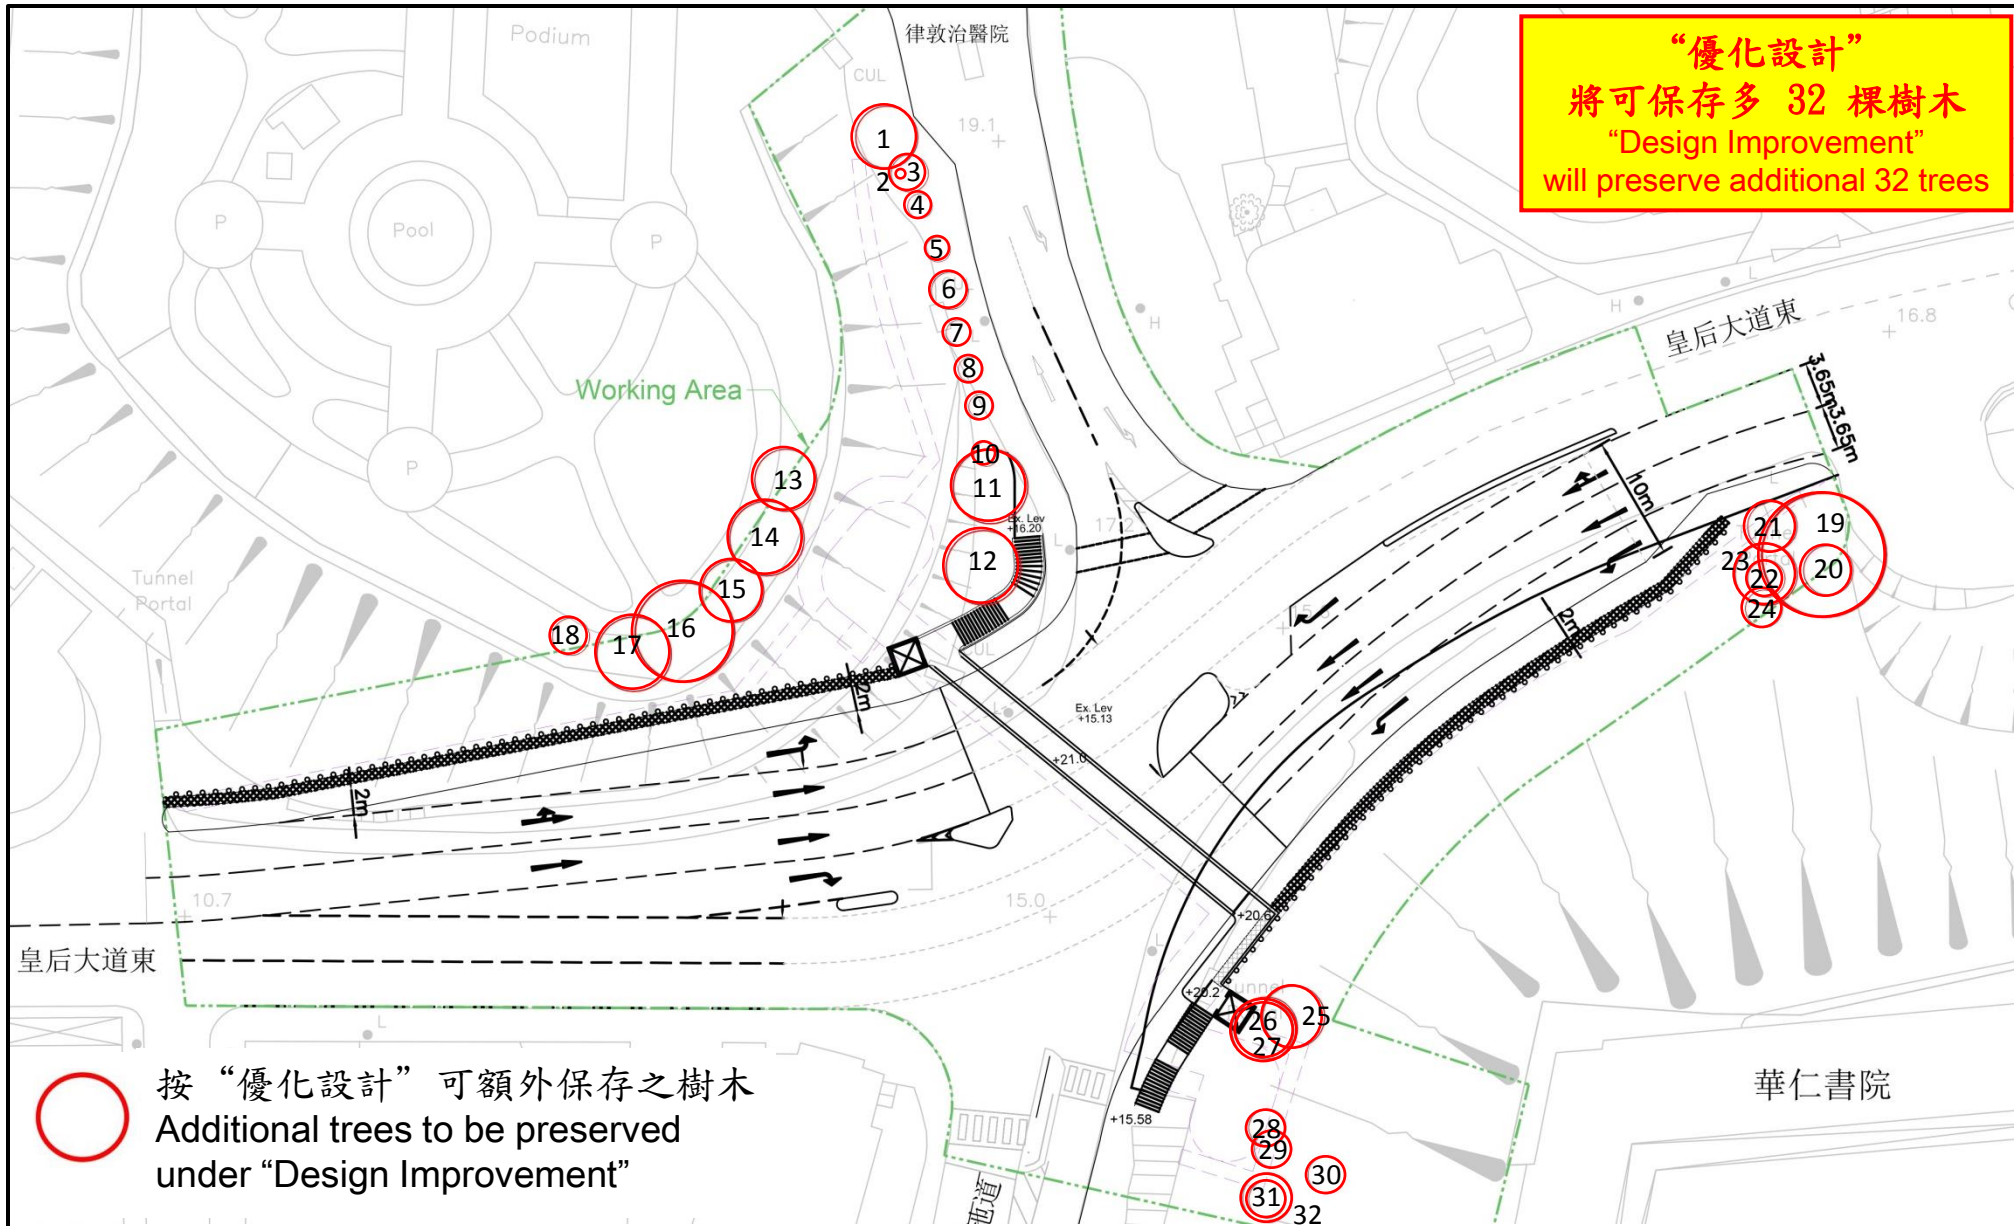 Podium
律敦治醫院
“優化設計”
將可保存多 32 棵樹木
“Design Improvement”
will preserve additional 32 trees
CUL
19.1
1
2
3
4
5
6
7
8
9
10
11
12
P
Pool
P
P
Working Area
H
L
H
皇后大道東
16.8
3.65m
3.65m
10m
2m
13
14
15
16
17
18
Tunnel
Portal
Ex. Lev
+16.20
17.2
L
L
19
20
21
22
23
24
CUL
2m
2m
Ex. Lev
+15.13
+21.0
10.7
15.0
皇后大道東
+20.6
+20.2
L
L
25
26
27
華仁書院
+15.58
28
29
30
31
32
按“優化設計”可額外保存之樹木
Additional trees to be preserved
under “Design Improvement”